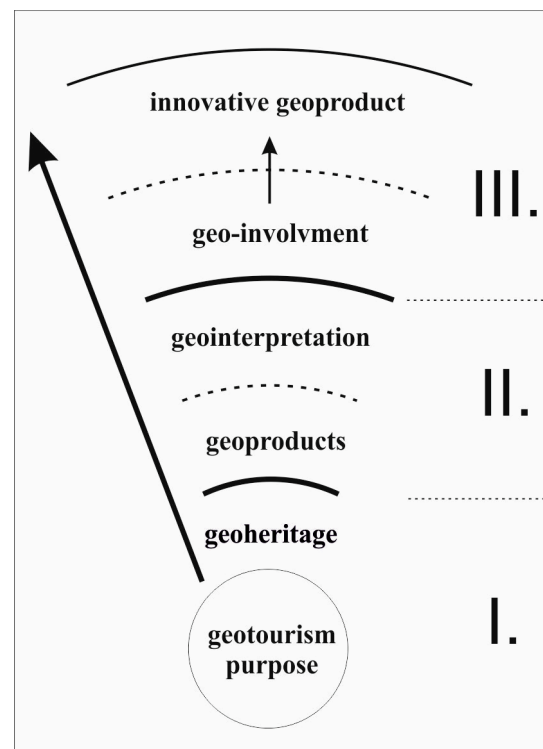 innovative geoproduct
III.
geo-involvment
geointerpretation
II.
geoproducts
geoheritage
I.
geotourism
purpose